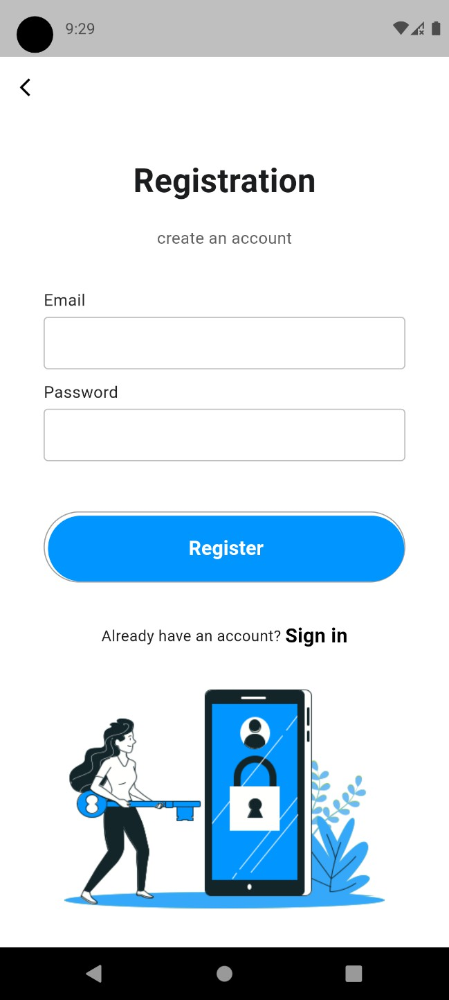 9:29
Registration
create an account
Email
Password
Register
Already have an account? Sign in